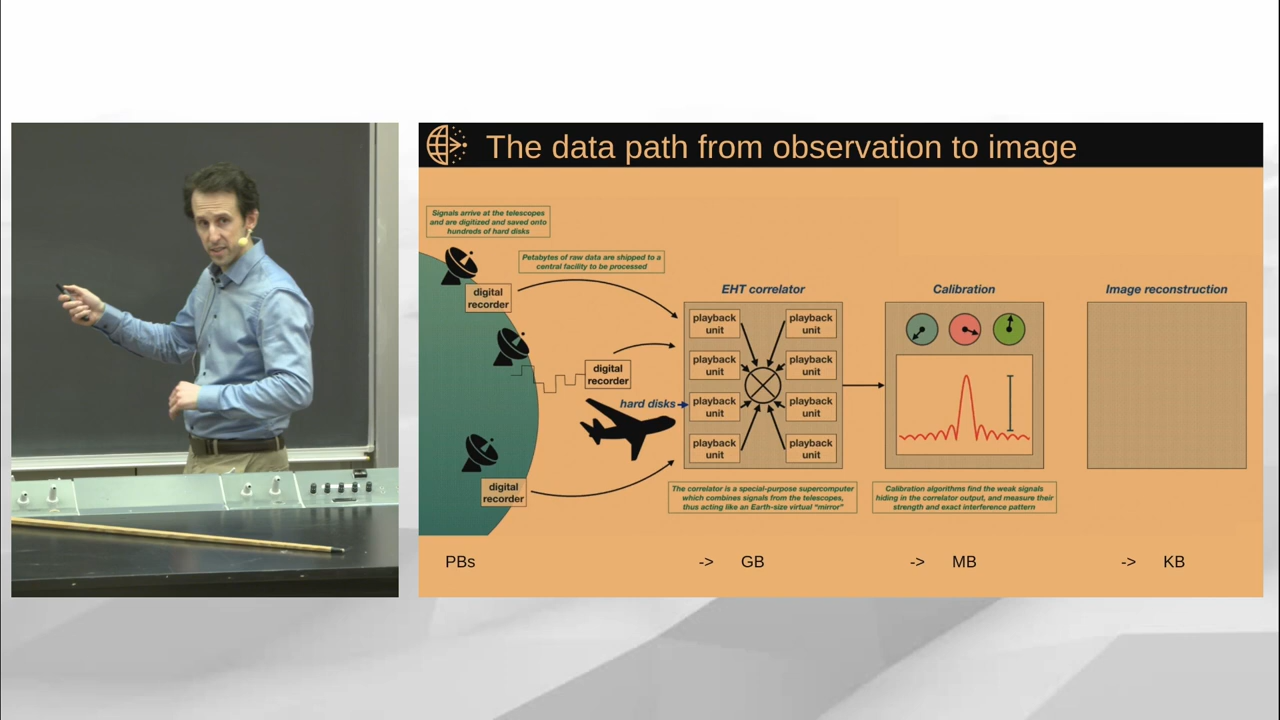 The data path from observation to image
Signals arrive at the telescopes
and are digitized and saved onto
hundreds of hard disks
Petabytes of raw data are shipped to a
central facility to be processed
digital
recorder
digital
recorder
hard disks
digital
recorder
EHT correlator
playback
unit
playback
unit
playback
unit
playback
unit
playback
unit
playback
unit
playback
unit
playback
unit
The correlator is a special-purpose supercomputer
which combines signals from the telescopes,
thus acting like an Earth-size virtual “mirror”
Calibration
Calibration algorithms find the weak signals
hiding in the correlator output, and measure their
strength and exact interference pattern
Image reconstruction
PBs -> GB -> MB -> KB